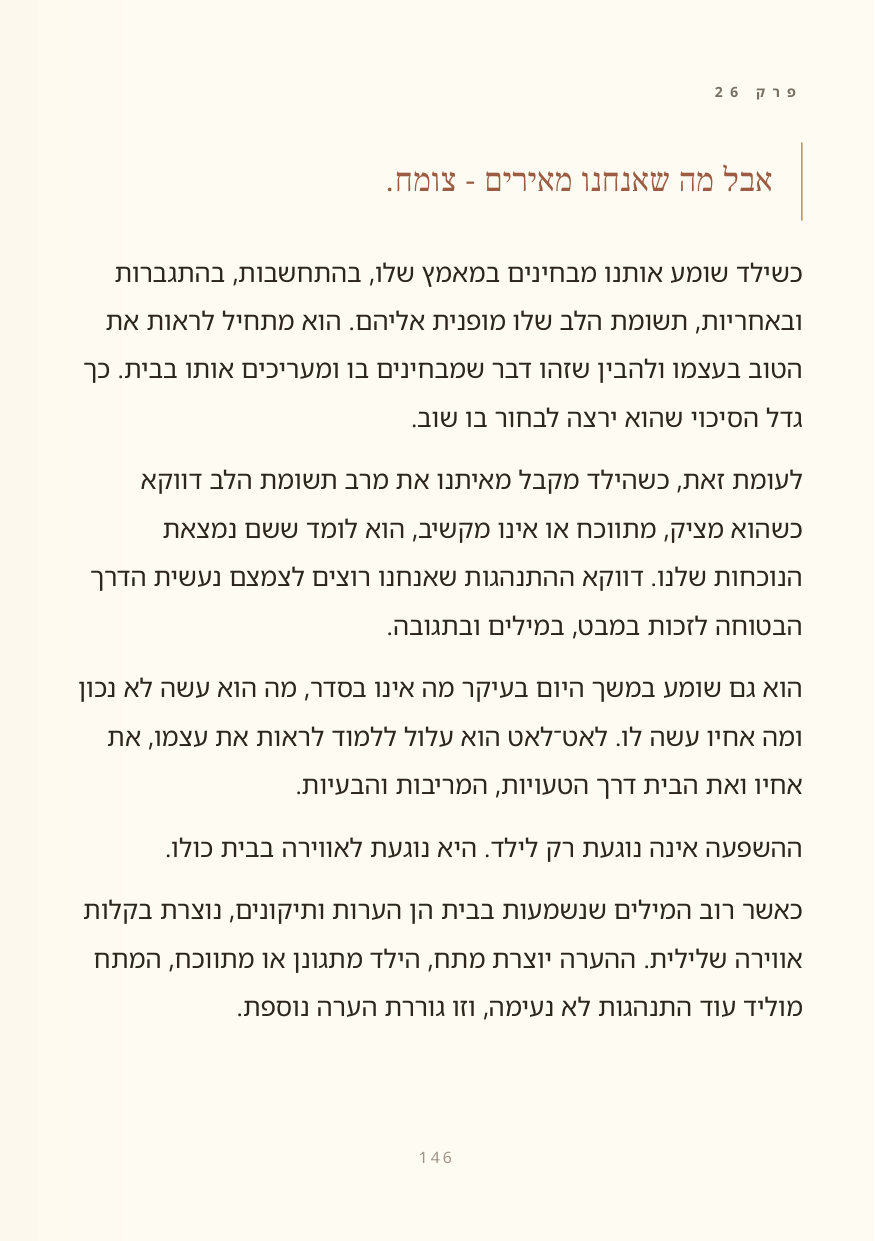 פרק 26
אבל מה שאנחנו מאירים - צומח.
כשילד שומע אותנו מבחינים במאמץ שלו, בהתחשבות, בהתגברות
ובאחריות, תשומת הלב שלו מופנית אליהם. הוא מתחיל לראות את
הטוב בעצמו ולהבין שזהו דבר שמבחינים בו ומעריכים אותו בבית. כך
גדל הסיכוי שהוא ירצה לבחור בו שוב.
לעומת זאת, כשהילד מקבל מאיתנו את מרב תשומת הלב דווקא
כשהוא מציק, מתווכח או אינו מקשיב, הוא לומד ששם נמצאת
הנוכחות שלנו. דווקא ההתנהגות שאנחנו רוצים לצמצם נעשית הדרך
הבטוחה לזכות במבט, במילים ובתגובה.
הוא גם שומע במשך היום בעיקר מה אינו בסדר, מה הוא עשה לא נכון
ומה אחיו עשה לו. לאט־לאט הוא עלול ללמוד לראות את עצמו, את
אחיו ואת הבית דרך הטעויות, המריבות והבעיות.
ההשפעה אינה נוגעת רק לילד. היא נוגעת לאווירה בבית כולו.
כאשר רוב המילים שנשמעות בבית הן הערות ותיקונים, נוצרת בקלות
אווירה שלילית. ההערה יוצרת מתח, הילד מתגונן או מתווכח, המתח
מוליד עוד התנהגות לא נעימה, וזו גוררת הערה נוספת.
146